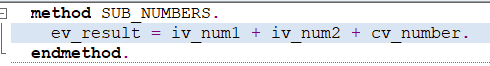 method SUB_NUMBERS.
ev_result = iv_num1 + iv_num2 + cv_number.
endmethod.